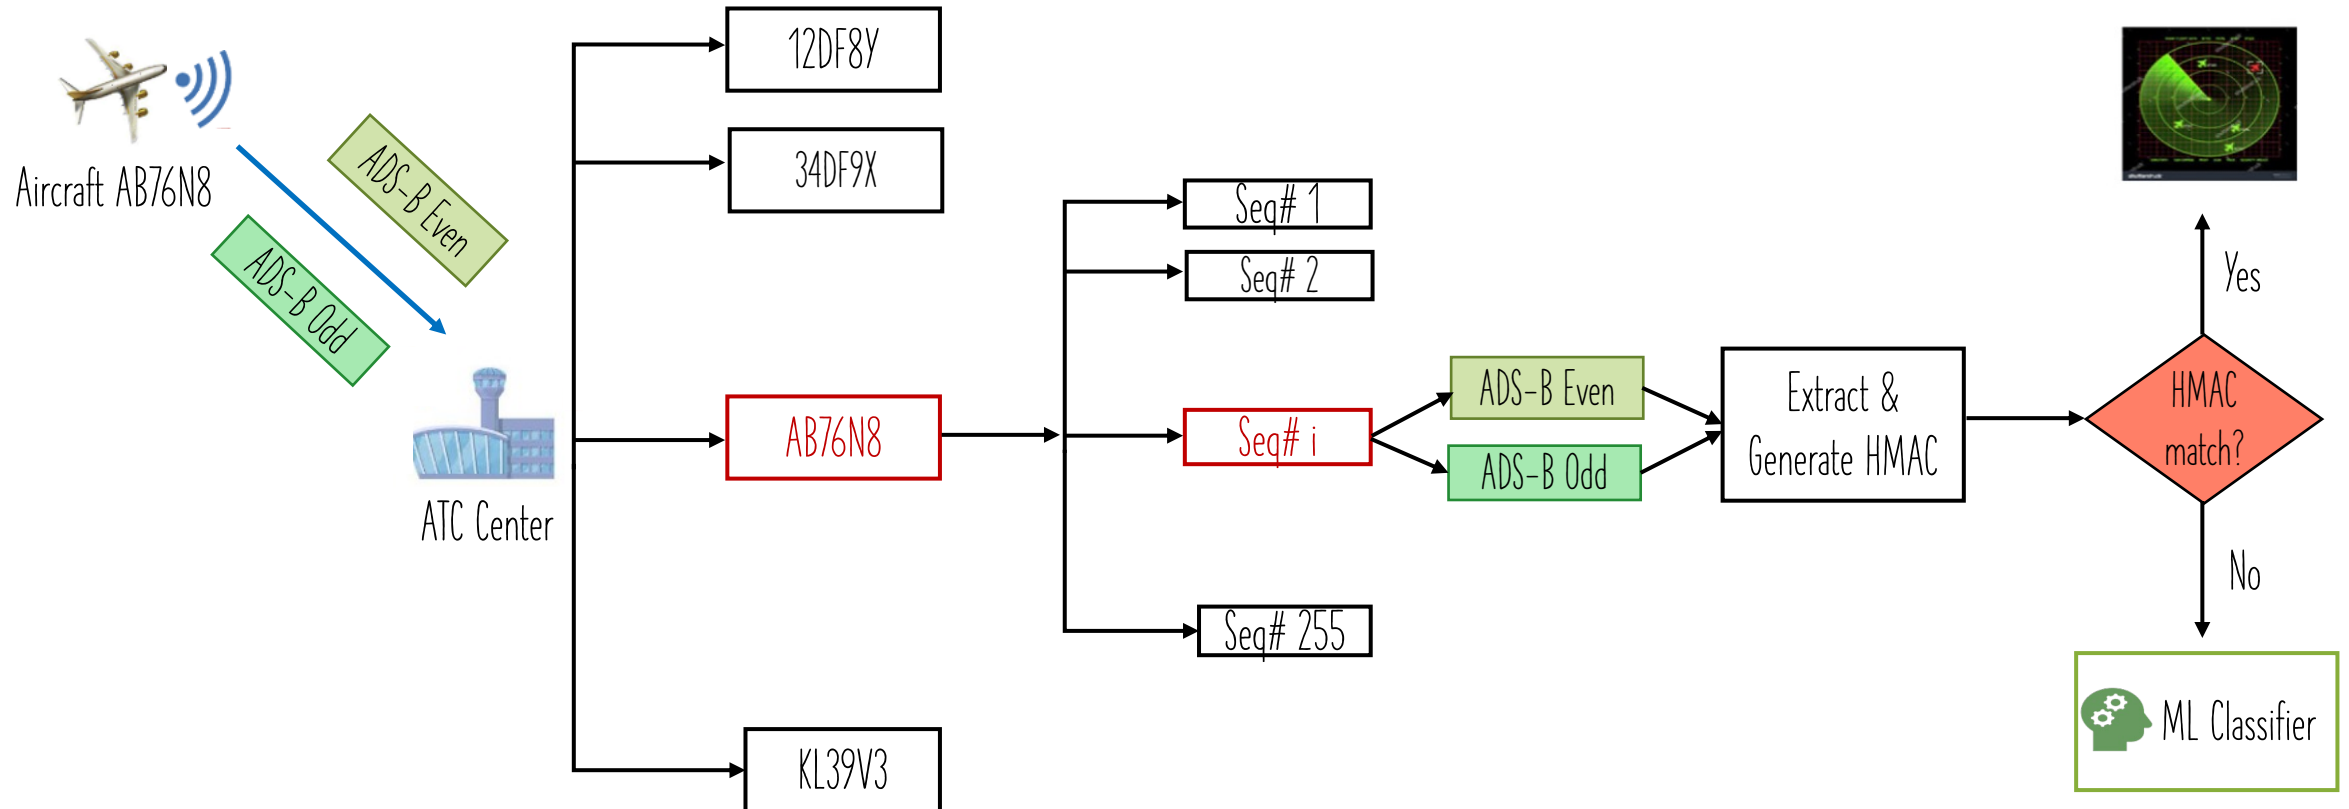 Aircraft AB76N8
ADS-B Even
ADS-B Odd
ATC Center
12DF8Y
34DF9X
AB76N8
KL39V3
Seq# 1
Seq# 2
Seq# i
Seq# 255
ADS-B Even
ADS-B Odd
Extract &
Generate HMAC
HMAC
match?
Yes
No
ML Classifier